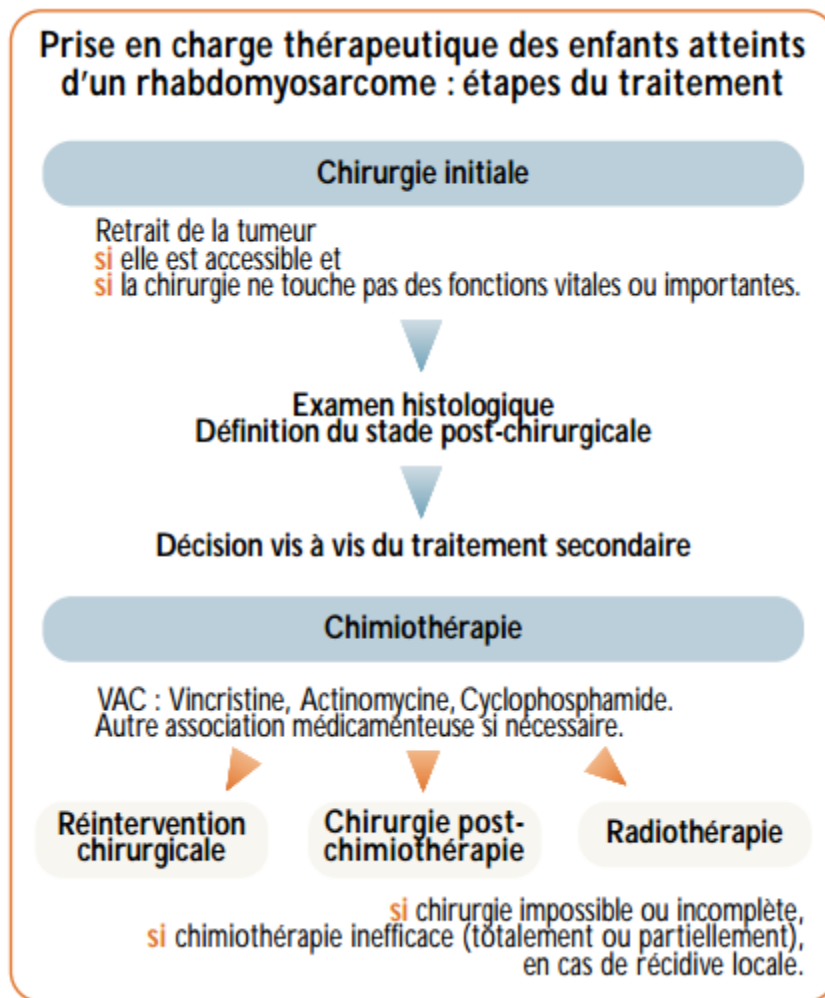 Prise en charge thérapeutique des enfants atteints
d'un rhabdomyosarcome : étapes du traitement
Chirurgie initiale
Retrait de la tumeur
si elle est accessible et
si la chirurgie ne touche pas des fonctions vitales ou importantes.
Examen histologique
Définition du stade post-chirurgicale
Décision vis à vis du traitement secondaire
Chimiothérapie
VAC : Vincristine, Actinomycine, Cyclophosphamide.
Autre association médicamenteuse si nécessaire.
Réintervention
chirurgicale
Chirurgie post-
chimiothérapie
Radiothérapie
si chirurgie impossible ou incomplète,
si chimiothérapie inefficace (totalement ou partiellement),
en cas de récidive locale.